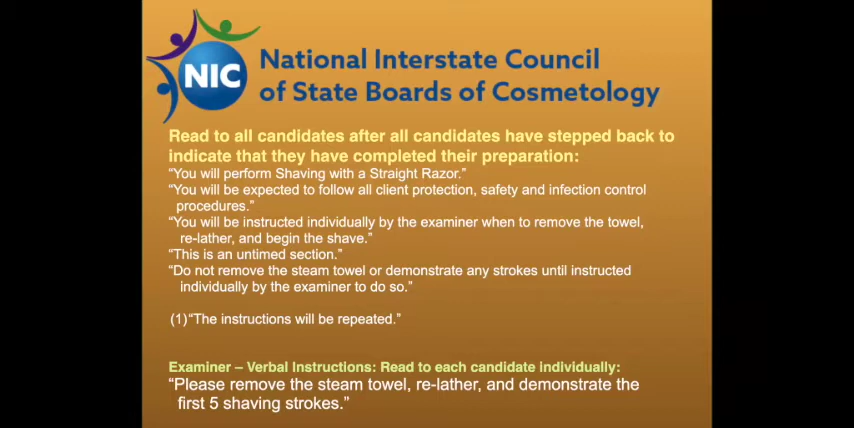 NIC
National Interstate Council
of State Boards of Cosmetology
Read to all candidates after all candidates have stepped back to
indicate that they have completed their preparation:
“You will perform Shaving with a Straight Razor.”
“You will be expected to follow all client protection, safety and infection control
procedures.”
“You will be instructed individually by the examiner when to remove the towel,
re-lather, and begin the shave.”
“This is an untimed section.”
“Do not remove the steam towel or demonstrate any strokes until instructed
individually by the examiner to do so.”
(1)“The instructions will be repeated.”
Examiner – Verbal Instructions: Read to each candidate individually:
“Please remove the steam towel, re-lather, and demonstrate the
first 5 shaving strokes.”